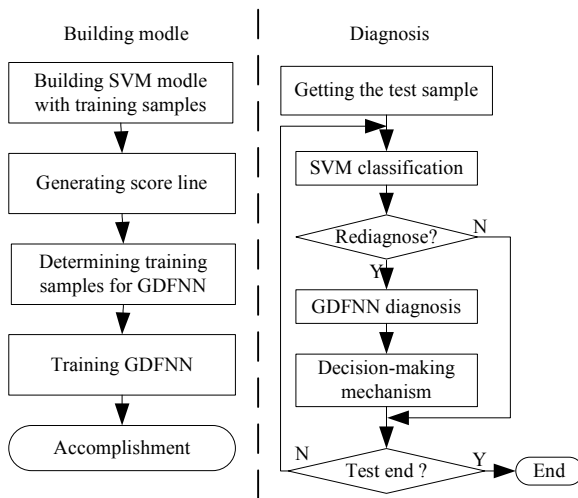 Building modle
Building SVM modle
with training samples
Generating score line
Determining training
samples for GDFNN
Training GDFNN
Accomplishment
Diagnosis
Getting the test sample
SVM classification
Rediagnose?
N
Y
GDFNN diagnosis
Decision-making
mechanism
N
Test end ?
Y
End